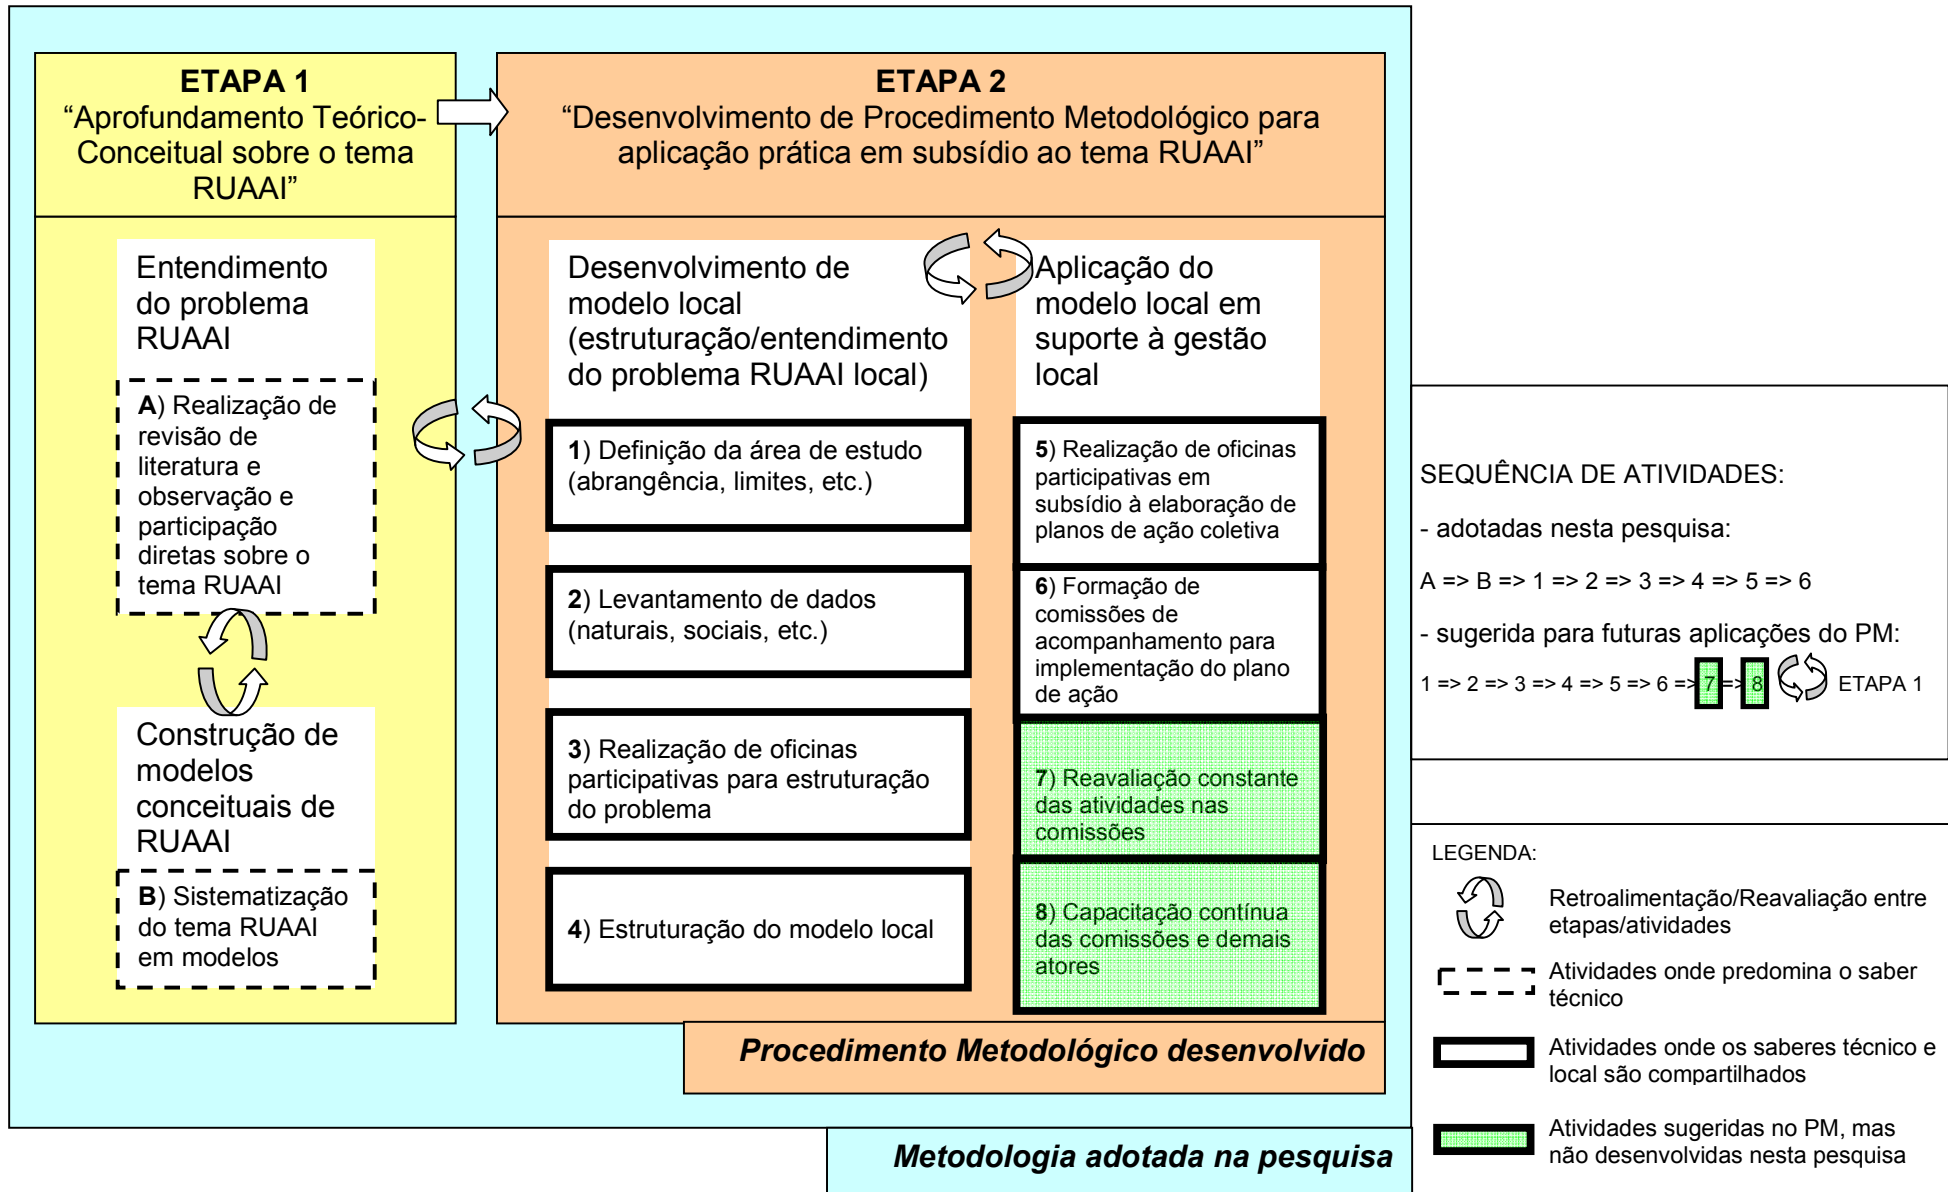 ETAPA 1
“Aprofundamento Teórico-
Conceitual sobre o tema
RUAAI”
ETAPA 2
“Desenvolvimento de Procedimento Metodológico para
aplicação prática em subsídio ao tema RUAAI”
Entendimento
do problema
RUAAI
A) Realização de
revisão de
literatura e
observação e
participação
diretas sobre o
tema RUAAI
Construção de
modelos
conceituais de
RUAAI
B) Sistematização
do tema RUAAI
em modelos
Desenvolvimento de
modelo local
(estruturação/entendimento
do problema RUAAI local)
1) Definição da área de estudo
(abrangência, limites, etc.)
2) Levantamento de dados
(naturais, sociais, etc.)
3) Realização de oficinas
participativas para estruturação
do problema
4) Estruturação do modelo local
Aplicação do
modelo local em
suporte à gestão
local
5) Realização de oficinas
participativas em
subsídio à elaboração de
planos de ação coletiva
6) Formação de
comissões de
acompanhamento para
implementação do plano
de ação
7) Reavaliação constante
das atividades nas
comissões
8) Capacitação contínua
das comissões e demais
atores
Procedimento Metodológico desenvolvido
Metodologia adotada na pesquisa
SEQUÊNCIA DE ATIVIDADES:
- adotadas nesta pesquisa:
A => B => 1 => 2 => 3 => 4 => 5 => 6
- sugerida para futuras aplicações do PM:
1 => 2 => 3 => 4 => 5 => 6 => 7 => 8 ETAPA 1
LEGENDA:
Retroalimentação/Reavaliação entre
etapas/atividades
Atividades onde predomina o saber
técnico
Atividades onde os saberes técnico e
local são compartilhados
Atividades sugeridas no PM, mas
não desenvolvidas nesta pesquisa